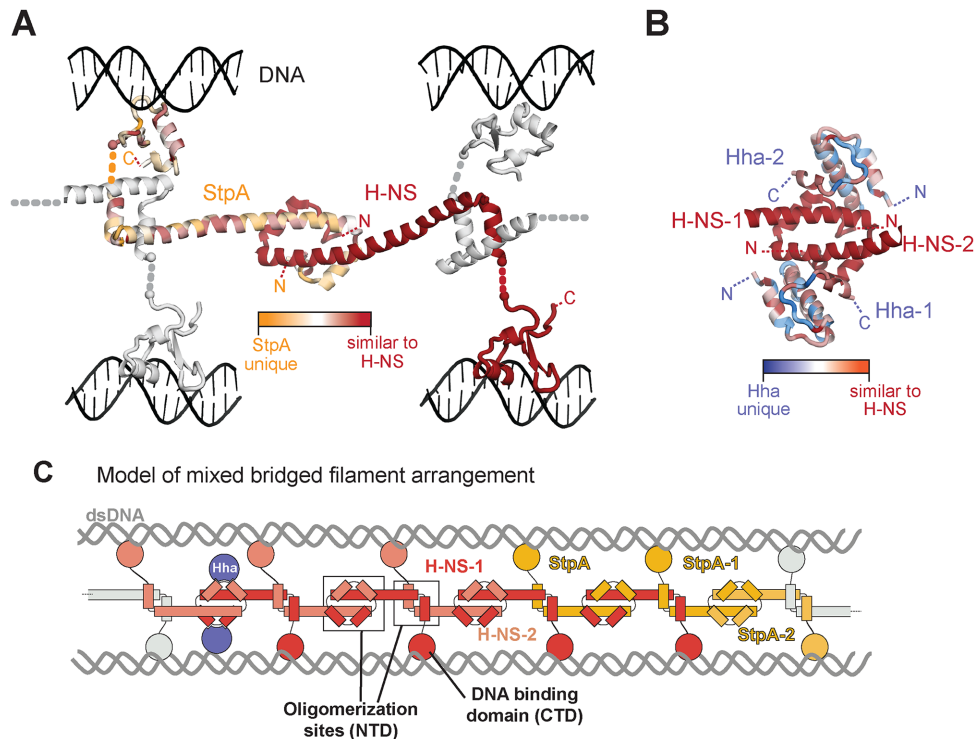 A
B
DNA
C
StpA
H-NS
N
N
C
StpA
unique
similar to
H-NS
Hha-2
C
N
H-NS-1
N
N
H-NS-2
N
C
Hha-1
Hha
unique
similar to
H-NS
C
Model of mixed bridged filament arrangement
dsDNA
Hha
H-NS-1
StpA
StpA-1
H-NS-2
StpA-2
Oligomerization
sites (NTD)
DNA binding
domain (CTD)